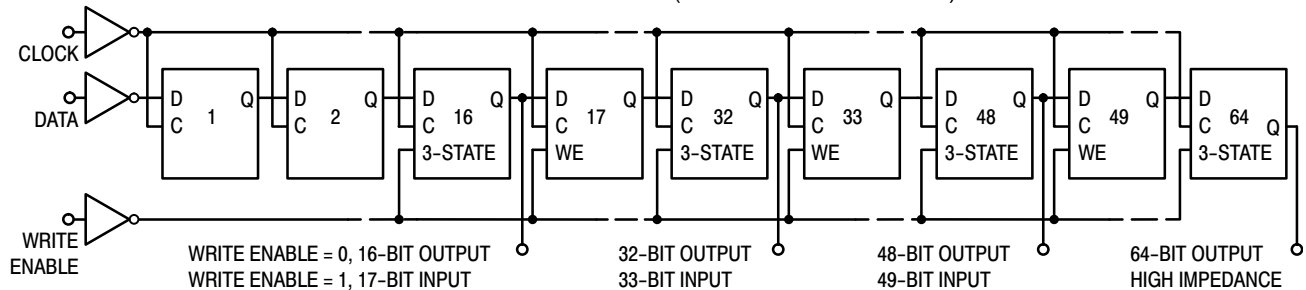 CLOCK
DATA
D Q
C
1
D Q
C
2
D Q
C
16
3-STATE
D Q
C
17
WE
D Q
C
32
3-STATE
D Q
C
33
WE
D Q
C
48
3-STATE
D Q
C
49
WE
D
C
Q
64
3-STATE
WRITE
ENABLE
WRITE ENABLE = 0, 16-BIT OUTPUT
WRITE ENABLE = 1, 17-BIT INPUT
32-BIT OUTPUT
33-BIT INPUT
48-BIT OUTPUT
49-BIT INPUT
64-BIT OUTPUT
HIGH IMPEDANCE